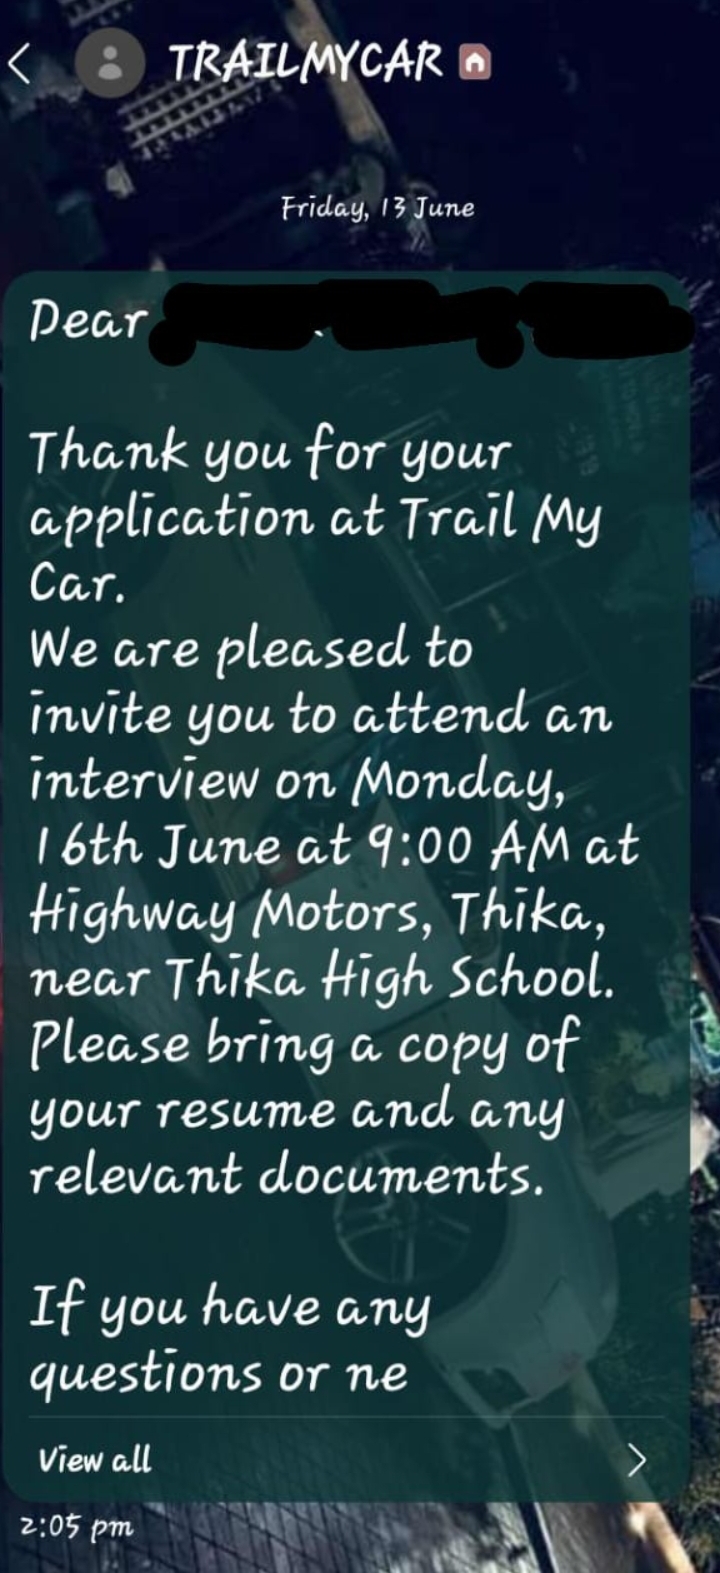 TRAILMYCAR
Friday, 13 June
Dear
Thank you for your
application at Trail My
Car.
We are pleased to
invite you to attend an
interview on Monday,
16th June at 9:00 AM at
Highway Motors, Thika,
near Thika High School.
Please bring a copy of
your resume and any
relevant documents.
If you have any
questions or ne
View all
2:05 pm